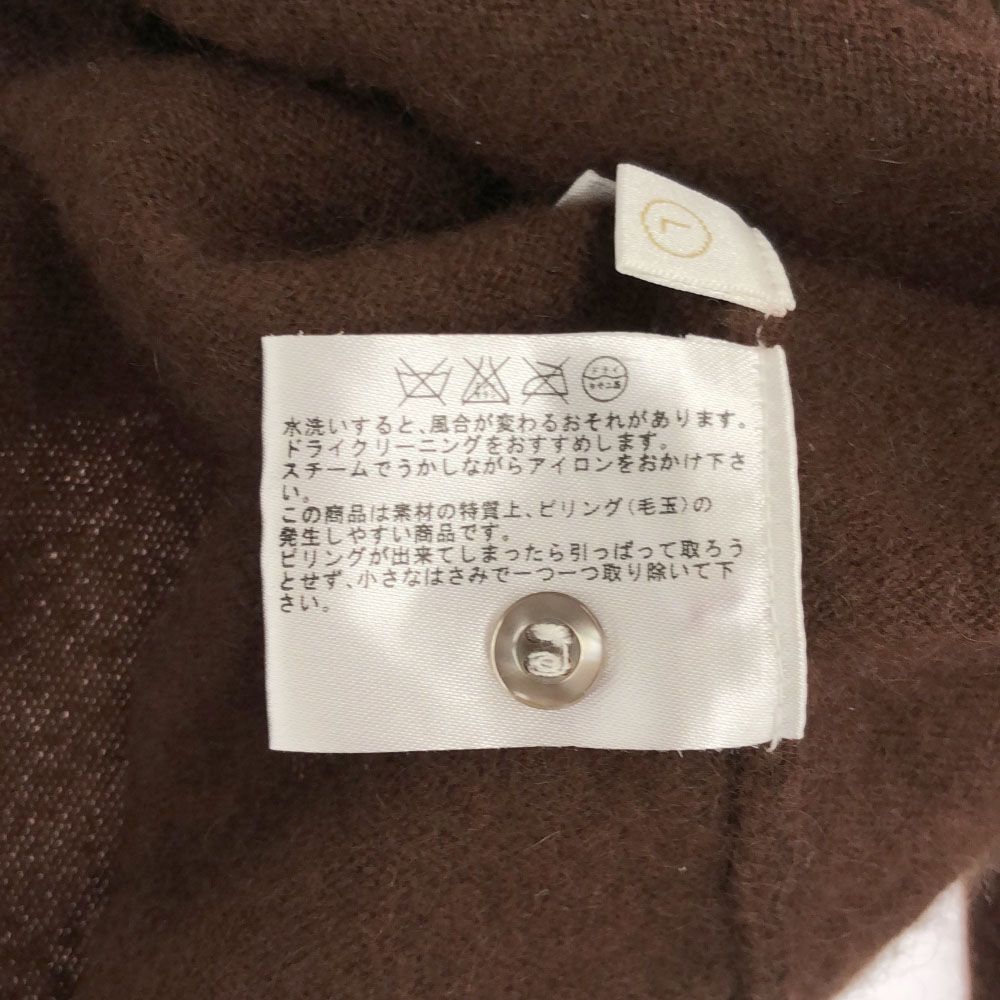 L
ドライ
セキユ系
水洗いすると、風合が変わるおそれがあります。
ドライクリーニングをおすすめします。
スチームでうかしながらアイロンをおかけ下さ
い。
この商品は素材の特質上、ピリング(毛玉)の
発生しやすい商品です。
ピリングが出来てしまったら引っぱって取ろう
とせず、小さなはさみで一つ一つ取り除いて下
さい。